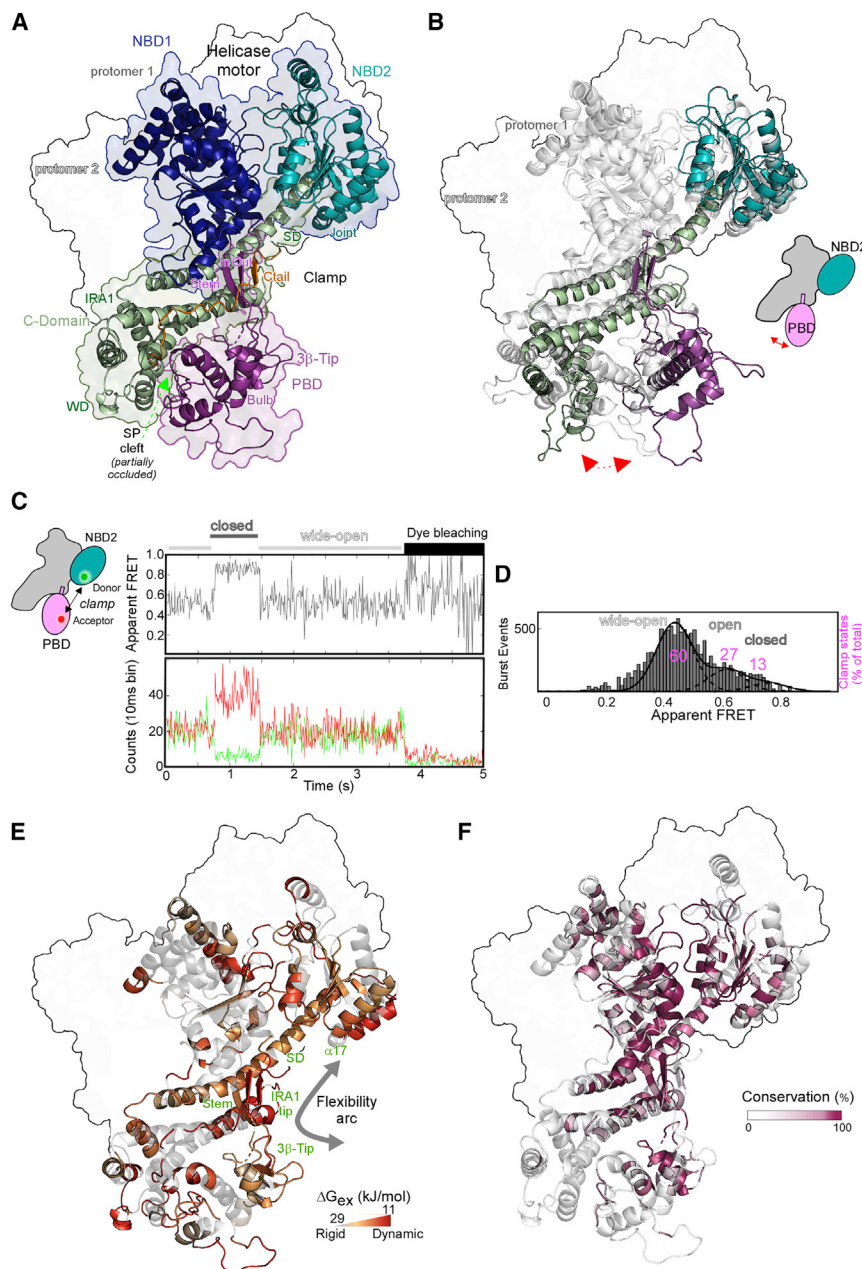 A
NBD1
Helicase
motor
NBD2
protomer 1
protomer 2
SD
Joint
In-Out
Stem
Ctail
Clamp
IRA1
C-Domain
3β-Tip
PBD
Bulb
WD
SP
cleft
(partially
occluded)
B
protomer 1
protomer 2
NBD2
PBD
C
closed
wide-open
Dye bleaching
NBD2
Donor
clamp
Acceptor
PBD
Apparent FRET
1.0
0.8
0.6
0.4
0.2
Counts (10ms bin)
40
20
0
0 1 2 3 4 5
Time (s)
D
wide-open
open
closed
500
60
27
13
Burst Events
Clamp states
(% of total)
0 0.2 0.4 0.6 0.8
Apparent FRET
E
SD
α17
Stem
IRA1
tip
Flexibility
arc
3β-Tip
ΔGex (kJ/mol)
29 11
Rigid Dynamic
F
Conservation (%)
0 100